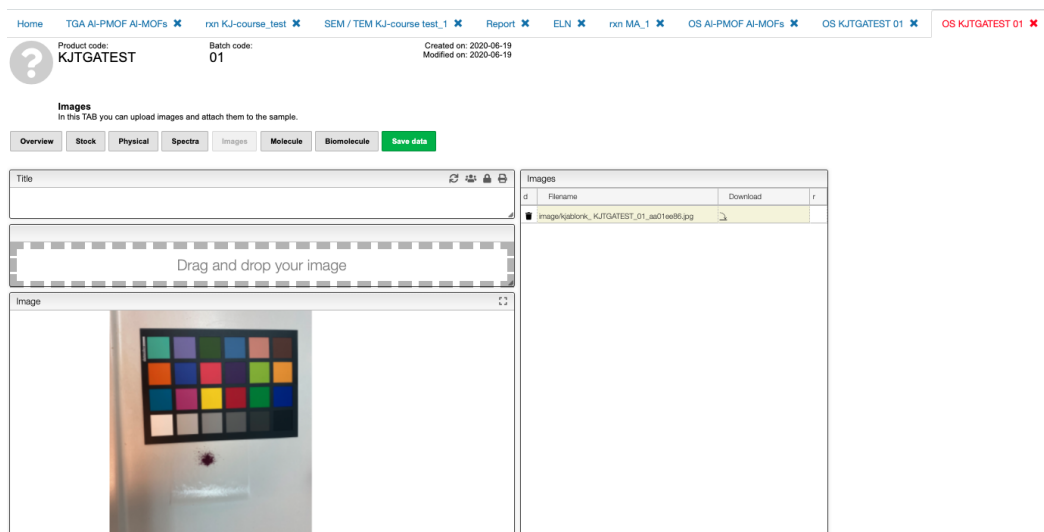 Home TGA Al-PMOF Al-MOFs ✖ rxn KJ-course_test ✖ SEM / TEM KJ-course test_1 ✖ Report ✖ ELN ✖ rxn MA_1 ✖ OS Al-PMOF Al-MOFs ✖ OS KJTGATEST 01 ✖ OS KJTGATEST 01 ✖
Product code: Batch code: Created on: 2020-06-19
KJTGATEST 01 Modified on: 2020-06-19
Images
In this TAB you can upload images and attach them to the sample.
Overview Stock Physical Spectra Images Molecule Biomolecule Save data
Title
Images
d Filename Download r
image/kjablonk_ KJTGATEST_01_aa01ee86.jpg
Drag and drop your image
Image